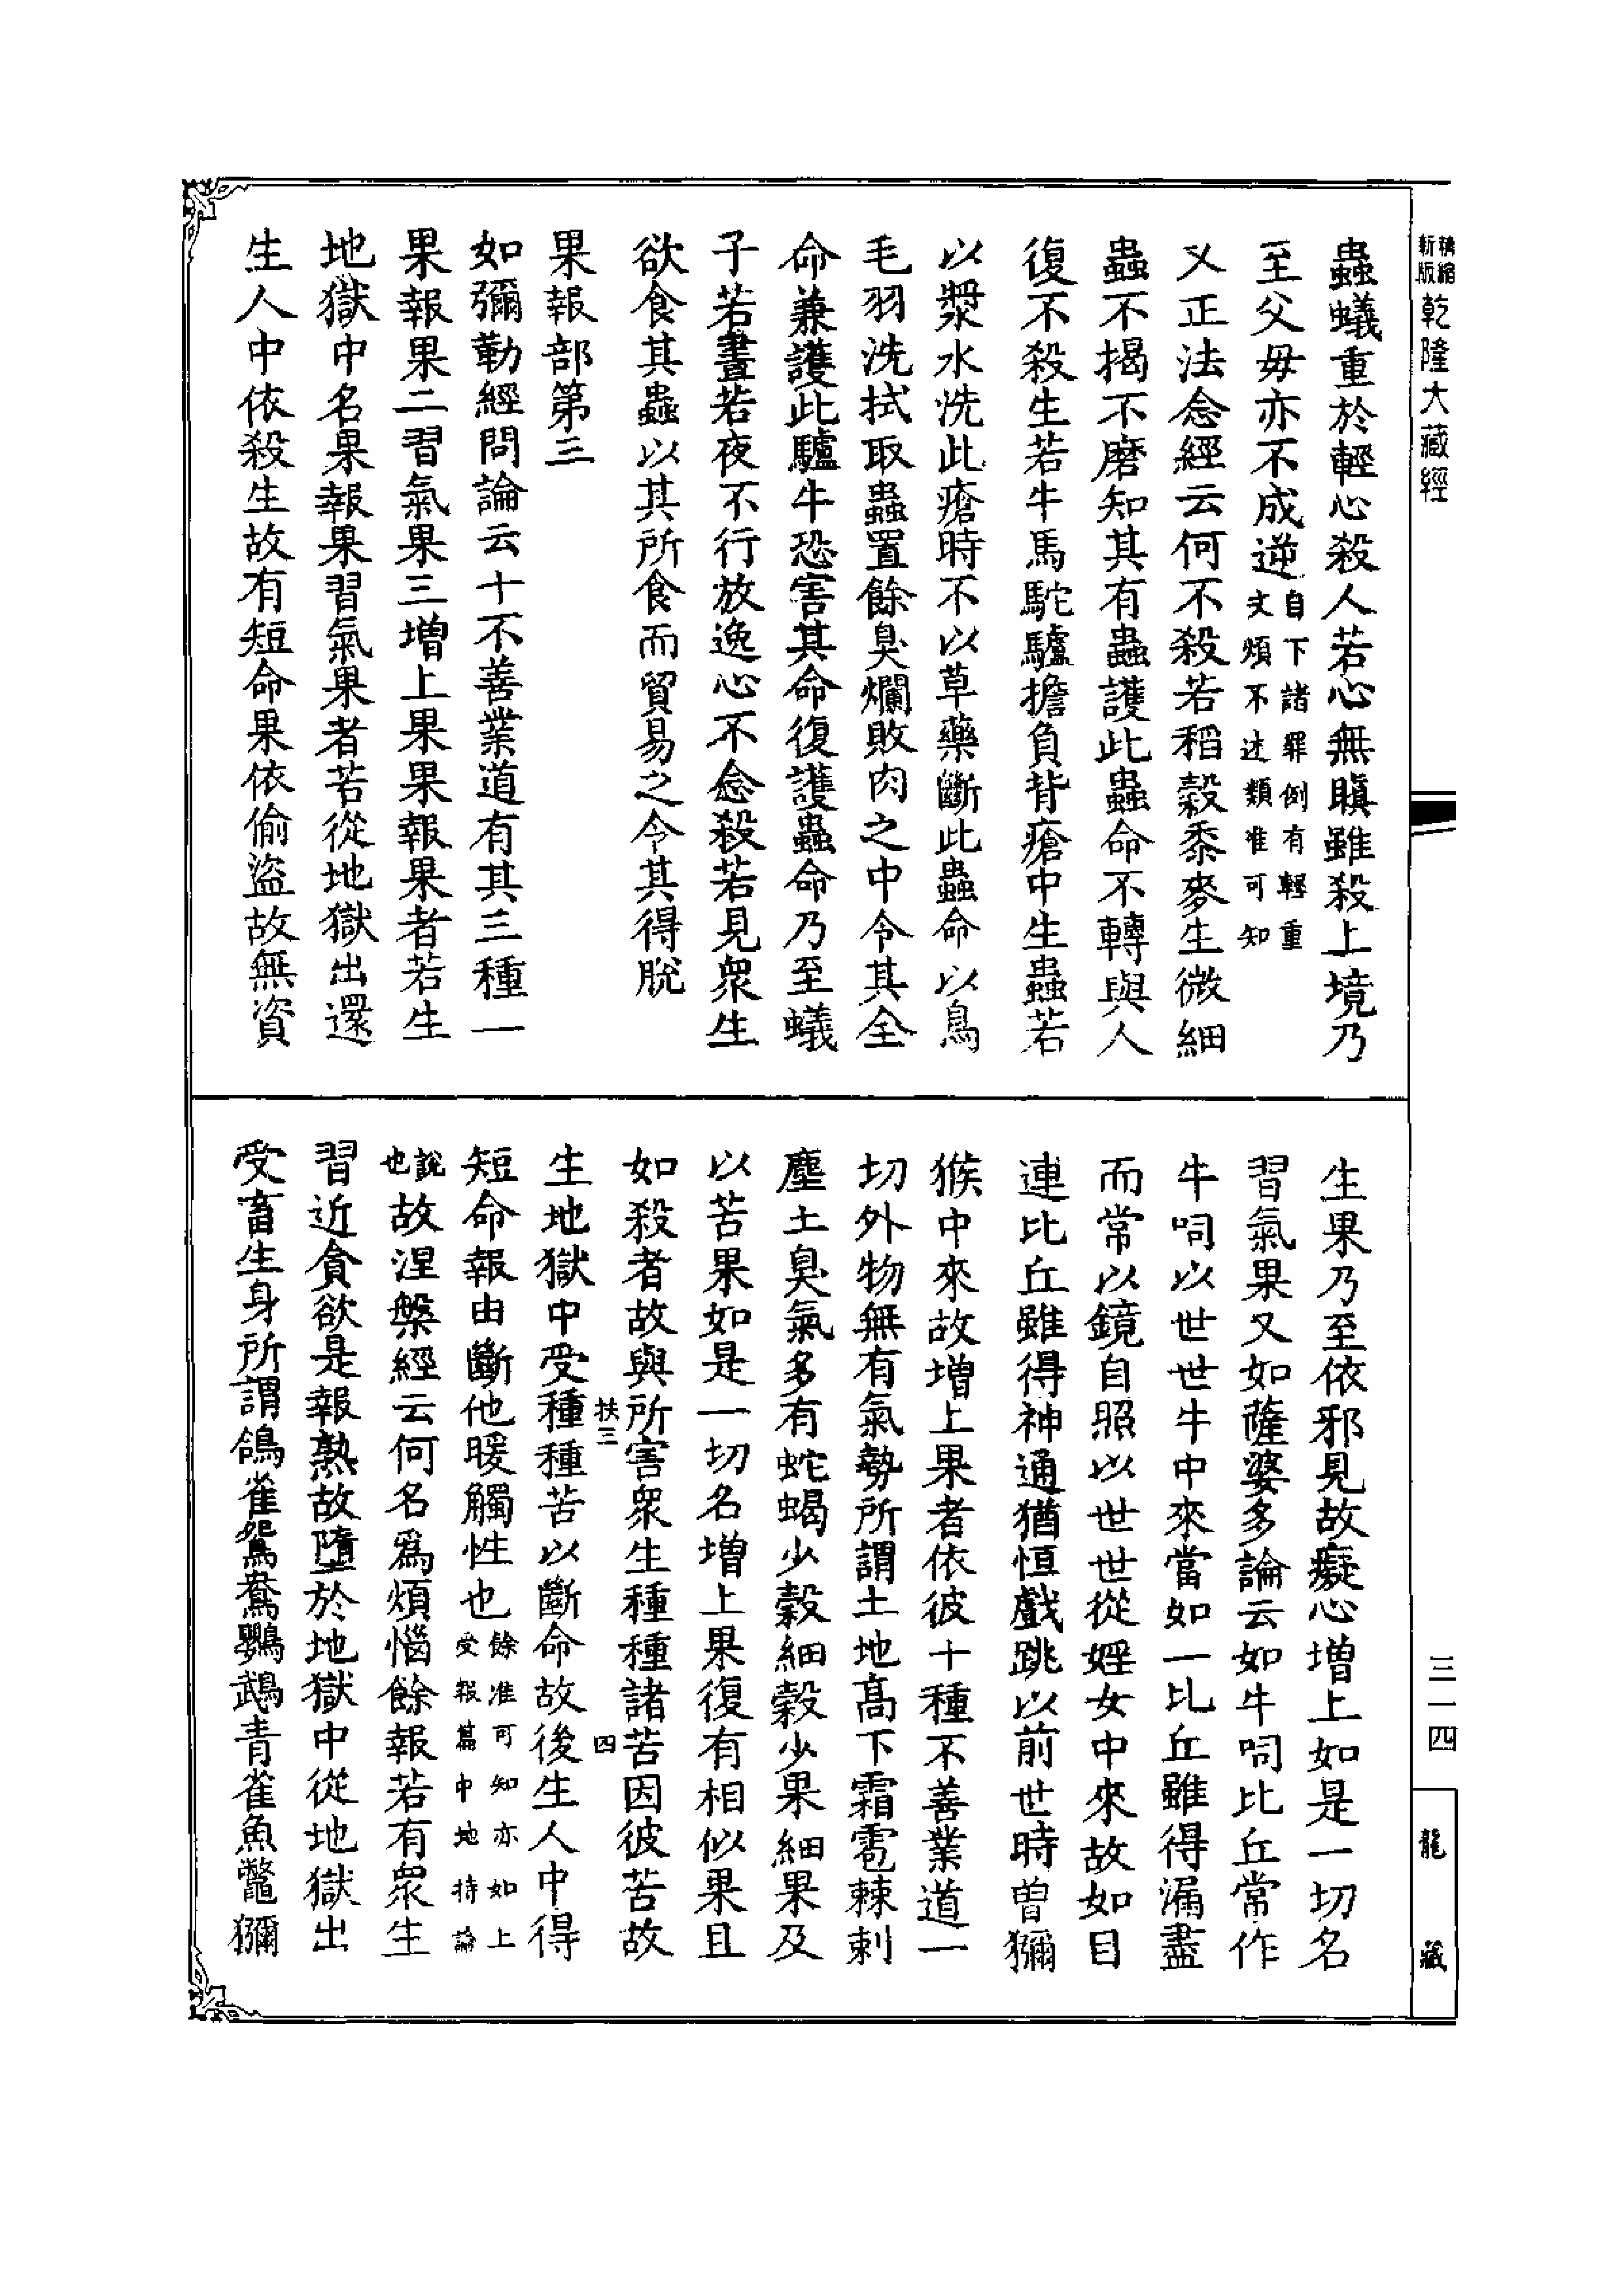 精縮
新版
乾隆大藏經
蟲蟻重於輕心殺人若心無瞋雖殺上境乃
至父母亦不成逆自下諸罪例有輕重文煩不述類准可知
又正法念經云何不殺若稻穀黍麥生微細
蟲不擣不磨知其有蟲護此蟲命不轉與人
復不殺生若牛馬駝驢擔負背瘡中生蟲若
以漿水洗此瘡時不以草藥斷此蟲命以鳥
毛羽洗拭取蟲置餘臭爛敗肉之中令其全
命兼護此驢牛恐害其命復護蟲命乃至蟻
子若晝若夜不行放逸心不念殺若見衆生
欲食其蟲以其所食而貿易之令其得脫
果報部第三
如彌勒經問論云十不善業道有其三種一
果報果二習氣果三增上果果報果者若生
地獄中名果報果習氣果者若從地獄出還
生人中依殺生故有短命果依偷盜故無資
生果乃至依邪見故癡心增上如是一切名
習氣果又如薩婆多論云如牛呞比丘常作
牛呞以世世牛中來當如一比丘雖得漏盡
而常以鏡自照以世世從婬女中來故如目
連比丘雖得神通猶恒戲跳以前世時曾獼
猴中來故增上果者依彼十種不善業道一
切外物無有氣勢所謂土地高下霜雹棘刺
塵土臭氣多有蛇蝎少穀細穀少果細果及
以苦果如是一切名增上果復有相似果且
如殺者故與所害衆生種種諸苦因彼苦故
扶三
四
生地獄中受種種苦以斷命故後生人中得
短命報由斷他暖觸性也餘准可知亦如上受報篇中地持論
說也故涅槃經云何名爲煩惱餘報若有衆生
習近貪欲是報熟故墮於地獄中從地獄出
受畜生身所謂鴿雀鴛鴦鸚鵡青雀魚鼈獼
三一四
龍藏